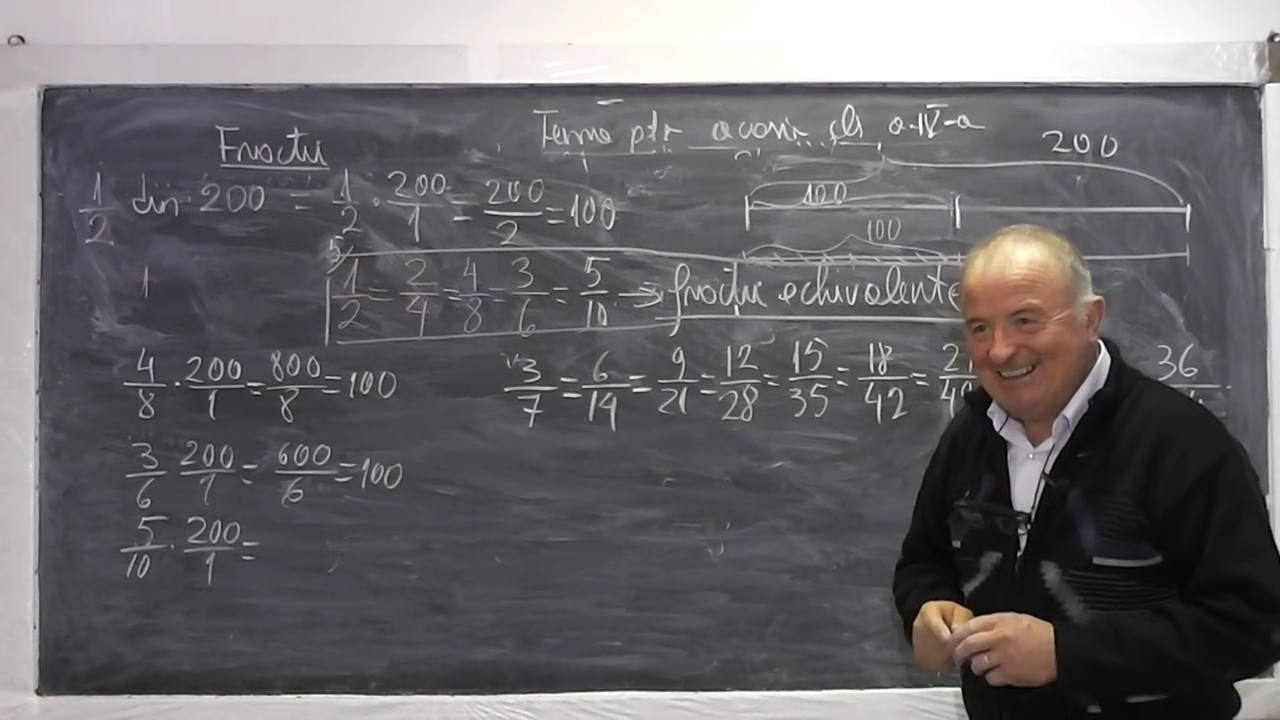 Temă ptr acasă cls a-IV-a
Fracții
200
1/2 din 200 = 1/2 · 200/1 = 200/2 = 100
100
100
1/2 = 2/4 = 4/8 = 3/6 = 5/10 → fracții echivalente
1
4/8 · 200/1 = 800/8 = 100
3/7 = 6/14 = 9/21 = 12/28 = 15/35 = 18/42 = 36
3/6 200/1 = 600/6 = 100
5/10 · 200/1 =